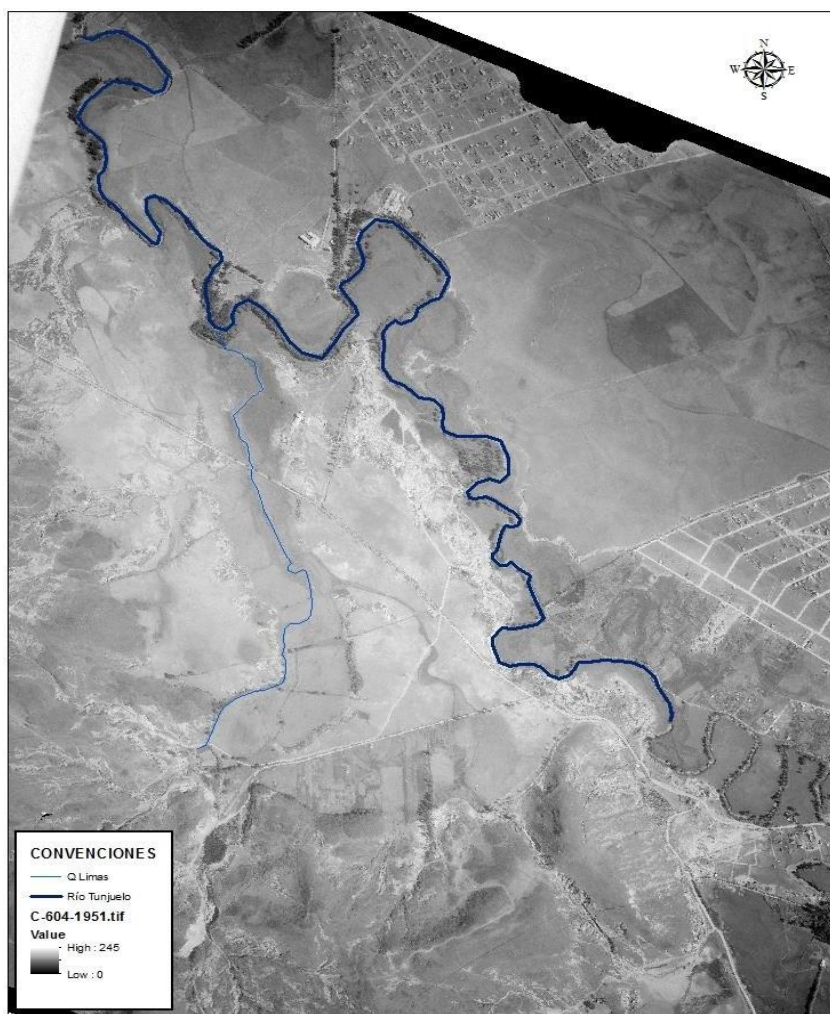 N
W E
S
CONVENCIONES
Q Limas
Río Tunjuelo
C-604-1951.tif
Value
High : 245
Low : 0